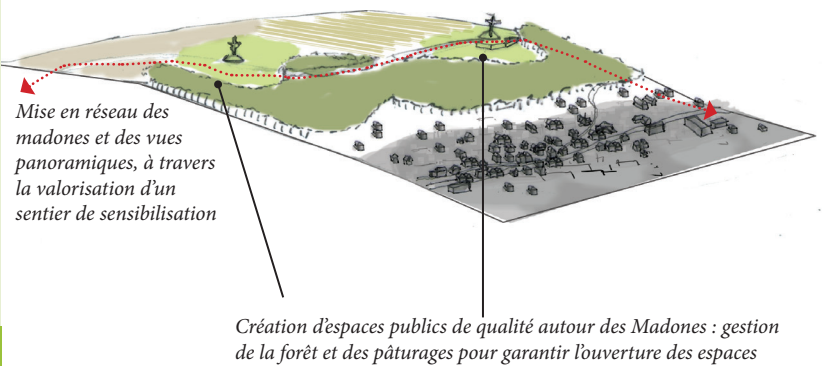 Mise en réseau des
madones et des vues
panoramiques, à travers
la valorisation d’un
sentier de sensibilisation
Création d’espaces publics de qualité autour des Madones : gestion
de la forêt et des pâturages pour garantir l’ouverture des espaces